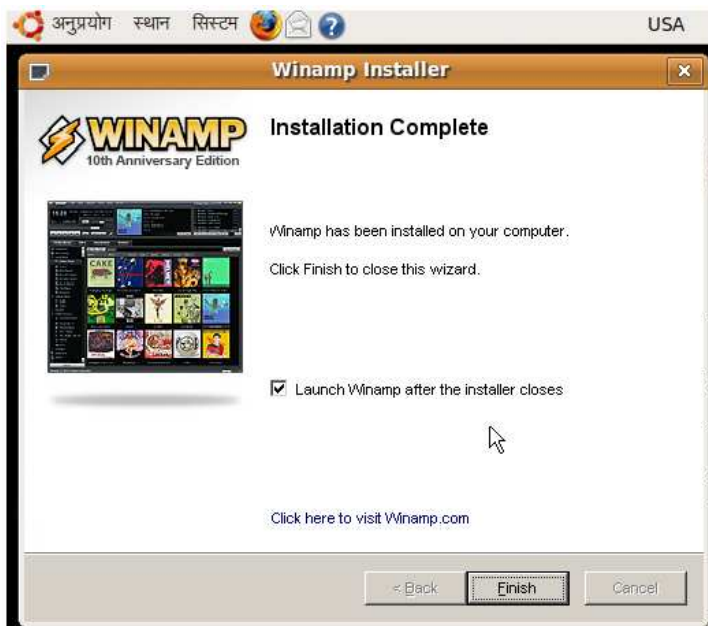 अनुप्रयोग स्थान सिस्टम USA
Winamp Installer
WINAMP
10th Anniversary Edition
Installation Complete
Winamp has been installed on your computer.
Click Finish to close this wizard.
CAKE
Launch Winamp after the installer closes
Click here to visit Winamp.com
< Back Finish Cancel